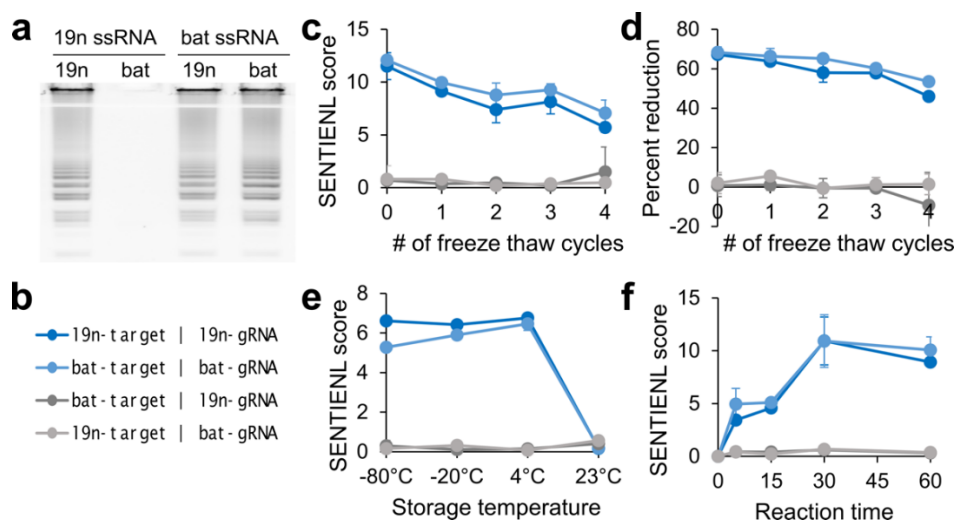 a
19n ssRNA bat ssRNA
19n bat 19n bat
b
19n-target | 19n-gRNA
bat-target | bat-gRNA
bat-target | 19n-gRNA
19n-target | bat-gRNA
c
SENTIENL score
15
10
5
0
0 1 2 3 4
# of freeze thaw cycles
d
Percent reduction
80
60
40
20
0
-20
0 1 2 3 4
# of freeze thaw cycles
e
SENTIENL score
8
6
4
2
0
-80°C -20°C 4°C 23°C
Storage temperature
f
SENTIENL score
15
10
5
0
0 15 30 45 60
Reaction time